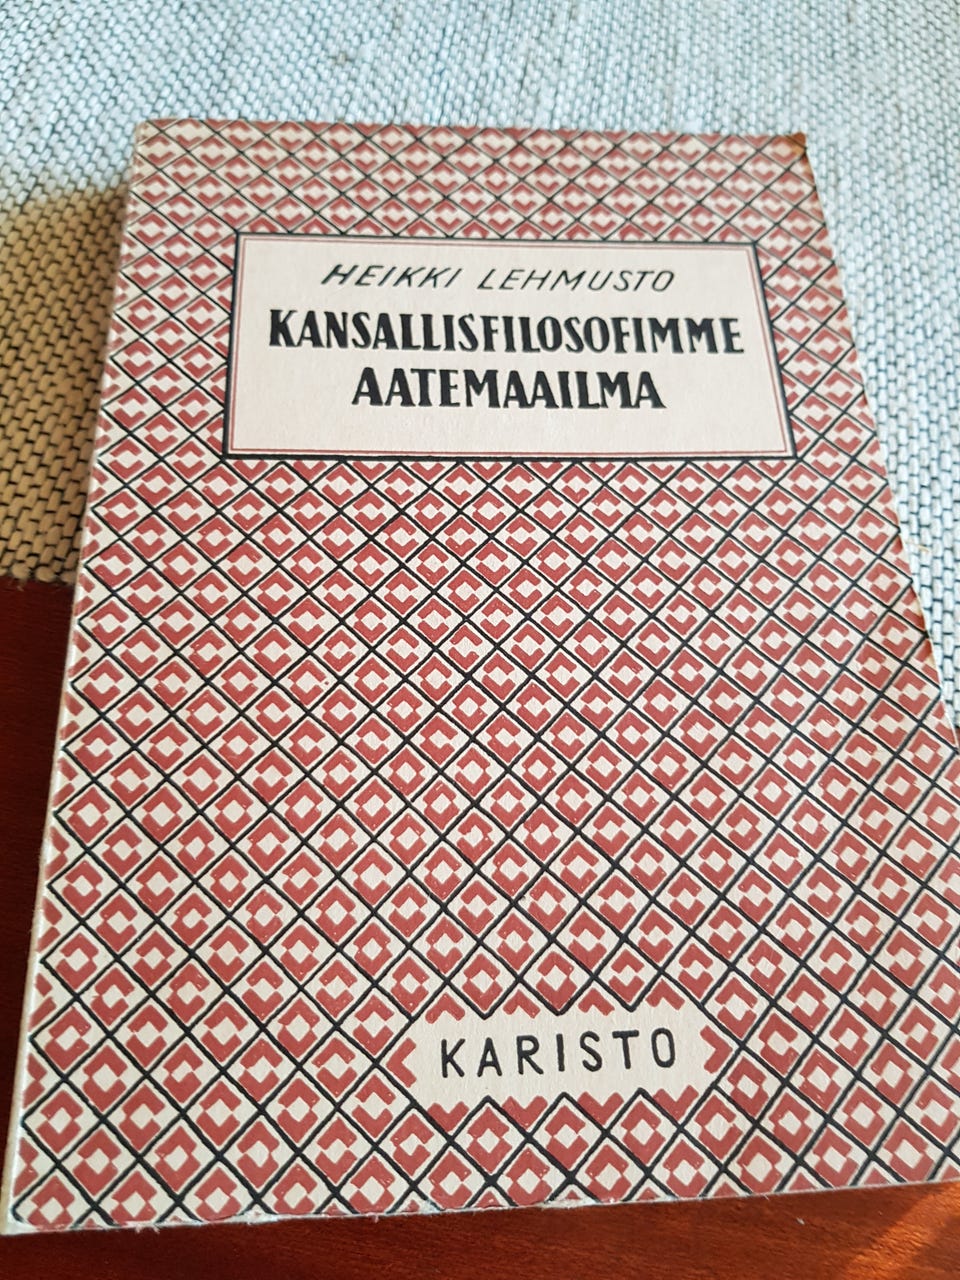 HEIKKI LEHMUSTO
KANSALLISFILOSOFIMME
AATEMAAILMA
KARISTO